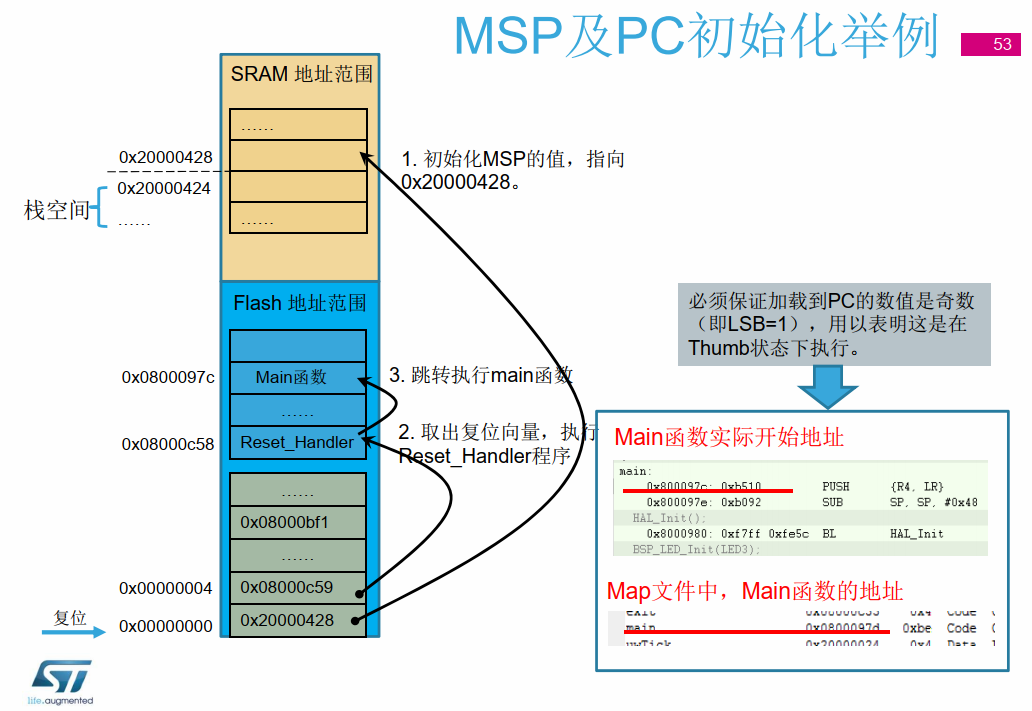 MSP及PC初始化举例
53
SRAM 地址范围
……
0x20000428
0x20000424
栈空间
……
……
1. 初始化MSP的值，指向
0x20000428。
Flash 地址范围
0x0800097c
Main函数
3. 跳转执行main函数
……
0x08000c58
Reset_Handler
2. 取出复位向量，执行
Reset_Handler程序
……
0x08000bf1
……
0x00000004
0x08000c59
复位
0x00000000
0x20000428
必须保证加载到PC的数值是奇数
（即LSB=1），用以表明这是在
Thumb状态下执行。
Main函数实际开始地址
main:
0x800097c: 0xb510 PUSH {R4, LR}
0x800097e: 0xb092 SUB SP, SP, #0x48
HAL_Init();
0x8000980: 0xf7ff 0xfe5c BL HAL_Init
BSP_LED_Init(LED3);
Map文件中，Main函数的地址
exit 0x4 Code
main 0x0800097d 0xbe Code
uwTick 0x20000024 0x4 Data
ST
life.augmented